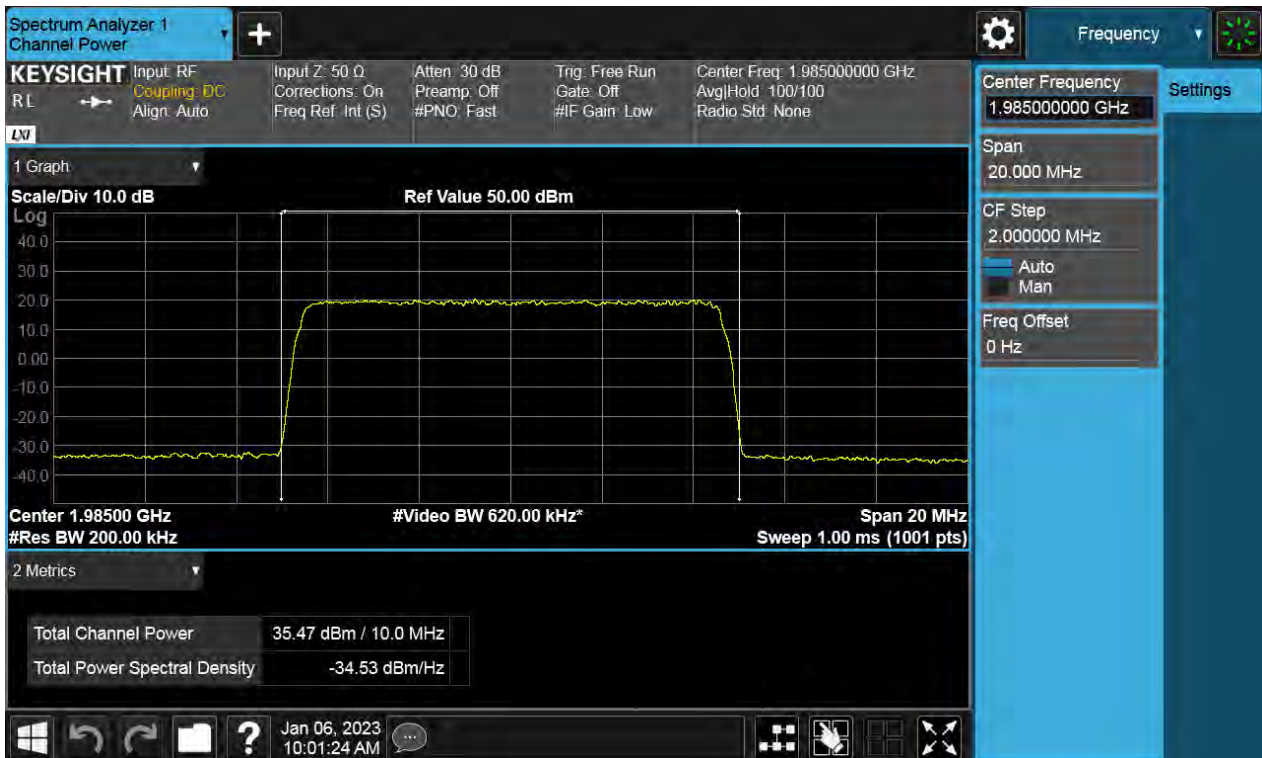 Spectrum Analyzer 1
Channel Power
+
Frequency
KEYSIGHT
RL
LXI
Input: RF
Coupling: DC
Align: Auto
Input Z: 50 Ω
Corrections: On
Freq Ref: Int (S)
Atten: 30 dB
Preamp: Off
#PNO: Fast
Trig: Free Run
Gate: Off
#IF Gain: Low
Center Freq: 1.985000000 GHz
Avg|Hold: 100/100
Radio Std: None
Center Frequency
1.985000000 GHz
Settings
Span
20.000 MHz
CF Step
2.000000 MHz
Auto
Man
Freq Offset
0 Hz
1 Graph
Scale/Div 10.0 dB
Ref Value 50.00 dBm
Log
40.0
30.0
20.0
10.0
0.00
-10.0
-20.0
-30.0
-40.0
Center 1.98500 GHz
#Video BW 620.00 kHz*
Span 20 MHz
#Res BW 200.00 kHz
Sweep 1.00 ms (1001 pts)
2 Metrics
Total Channel Power
35.47 dBm / 10.0 MHz
Total Power Spectral Density
-34.53 dBm/Hz
?
Jan 06, 2023
10:01:24 AM